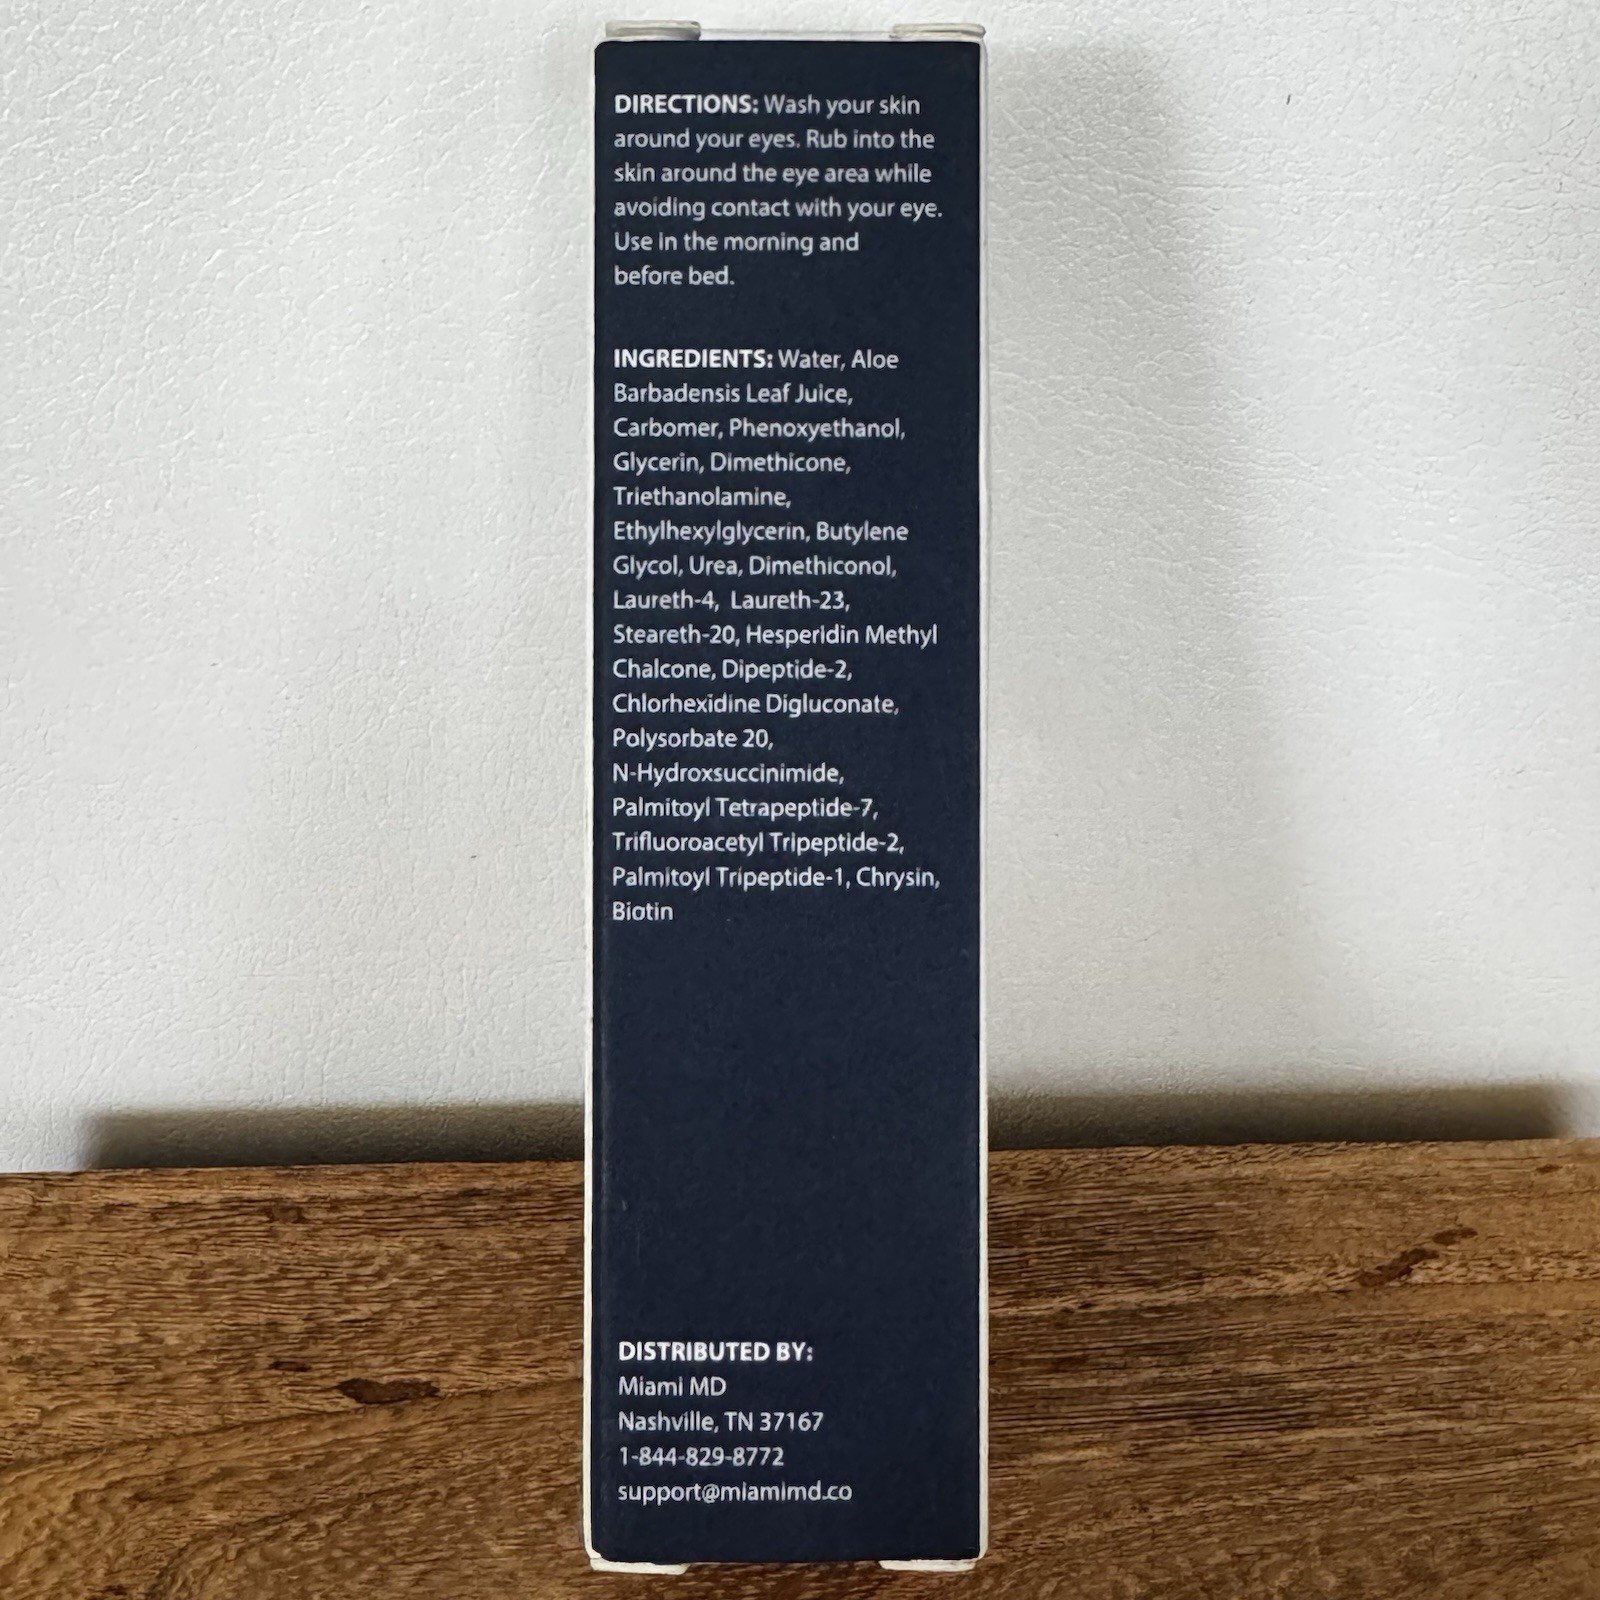 DIRECTIONS: Wash your skin
around your eyes. Rub into the
skin around the eye area while
avoiding contact with your eye.
Use in the morning and
before bed.
INGREDIENTS: Water, Aloe
Barbadensis Leaf Juice,
Carbomer, Phenoxyethanol,
Glycerin, Dimethicone,
Triethanolamine,
Ethylhexylglycerin, Butylene
Glycol, Urea, Dimethiconol,
Laureth-4, Laureth-23,
Steareth-20, Hesperidin Methyl
Chalcone, Dipeptide-2,
Chlorhexidine Digluconate,
Polysorbate 20,
N-Hydroxsuccinimide,
Palmitoyl Tetrapeptide-7,
Trifluoroacetyl Tripeptide-2,
Palmitoyl Tripeptide-1, Chrysin,
Biotin
DISTRIBUTED BY:
Miami MD
Nashville, TN 37167
1-844-829-8772
support@miamimd.co